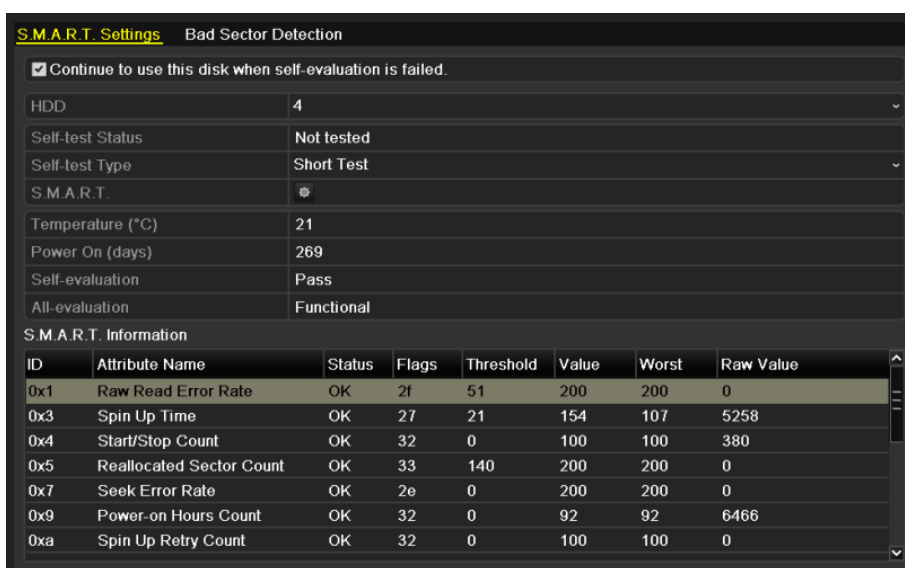 S.M.A.R.T. Settings Bad Sector Detection
Continue to use this disk when self-evaluation is failed.
HDD 4
Self-test Status Not tested
Self-test Type Short Test
S.M.A.R.T.
Temperature (°C) 21
Power On (days) 269
Self-evaluation Pass
All-evaluation Functional
S.M.A.R.T. Information
ID Attribute Name Status Flags Threshold Value Worst Raw Value
0x1 Raw Read Error Rate OK 2f 51 200 200 0
0x3 Spin Up Time OK 27 21 154 107 5258
0x4 Start/Stop Count OK 32 0 100 100 380
0x5 Reallocated Sector Count OK 33 140 200 200 0
0x7 Seek Error Rate OK 2e 0 200 200 0
0x9 Power-on Hours Count OK 32 0 92 92 6466
0xa Spin Up Retry Count OK 32 0 100 100 0